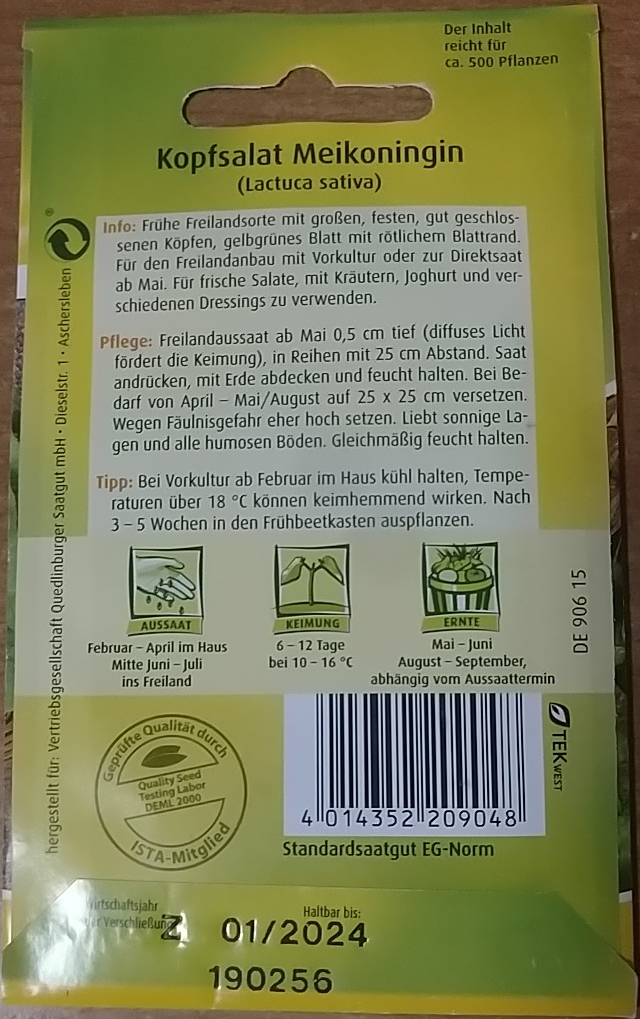 Der Inhalt
reicht für
ca. 500 Pflanzen
Kopfsalat Meikoningin
(Lactuca sativa)
Info: Frühe Freilandsorte mit großen, festen, gut geschlos-
senen Köpfen, gelbgrünes Blatt mit rötlichem Blattrand.
Für den Freilandanbau mit Vorkultur oder zur Direktsaat
ab Mai. Für frische Salate, mit Kräutern, Joghurt und ver-
schiedenen Dressings zu verwenden.
Pflege: Freilandaussaat ab Mai 0,5 cm tief (diffuses Licht
fördert die Keimung), in Reihen mit 25 cm Abstand. Saat
andrücken, mit Erde abdecken und feucht halten. Bei Be-
darf von April – Mai/August auf 25 x 25 cm versetzen.
Wegen Fäulnisgefahr eher hoch setzen. Liebt sonnige La-
gen und alle humosen Böden. Gleichmäßig feucht halten.
Tipp: Bei Vorkultur ab Februar im Haus kühl halten, Tempe-
raturen über 18 °C können keimhemmend wirken. Nach
3 – 5 Wochen in den Frühbeetkasten auspflanzen.
AUSSAAT
Februar – April im Haus
Mitte Juni – Juli
ins Freiland
KEIMUNG
6 – 12 Tage
bei 10 – 16 °C
ERNTE
Mai – Juni
August – September,
abhängig vom Aussaattermin
DE 906 15
hergestellt für: Vertriebsgesellschaft Quedlinburger Saatgut mbH · Dieselstr. 1 · Aschersleben
®
Geprüfte Qualität durch
Quality Seed
Testing Labor
DEML 2000
ISTA-Mitglied
TEK WEST
4 014352 209048
Standardsaatgut EG-Norm
Haltbar bis:
Z 01/2024
190256